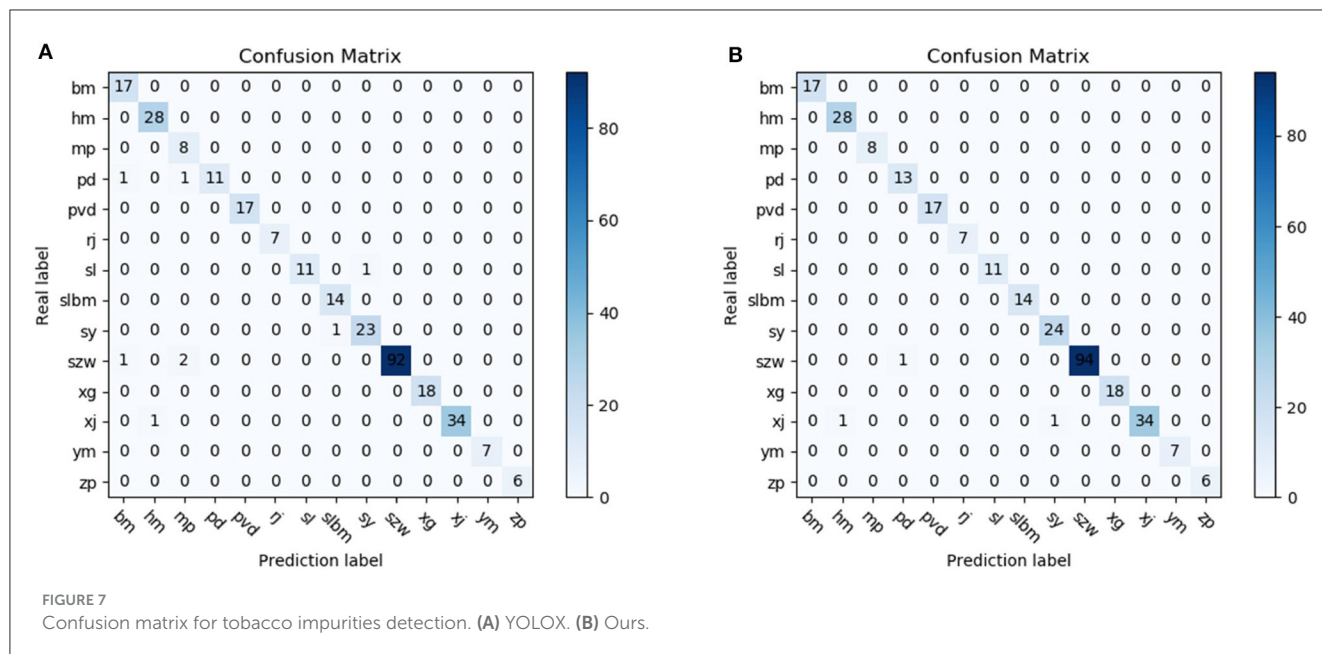 A
Confusion Matrix
bm 17 0 0 0 0 0 0 0 0 0 0 0 0 0
hm 0 28 0 0 0 0 0 0 0 0 0 0 0 0
mp 0 0 8 0 0 0 0 0 0 0 0 0 0 0
pd 1 0 1 11 0 0 0 0 0 0 0 0 0 0
pvd 0 0 0 0 17 0 0 0 0 0 0 0 0 0
rj 0 0 0 0 0 7 0 0 0 0 0 0 0 0
sl 0 0 0 0 0 0 11 0 1 0 0 0 0 0
slbm 0 0 0 0 0 0 0 14 0 0 0 0 0 0
sy 0 0 0 0 0 0 0 1 23 0 0 0 0 0
szw 1 0 2 0 0 0 0 0 0 92 0 0 0 0
xg 0 0 0 0 0 0 0 0 0 0 18 0 0 0
xj 0 1 0 0 0 0 0 0 0 0 0 34 0 0
ym 0 0 0 0 0 0 0 0 0 0 0 0 7 0
zp 0 0 0 0 0 0 0 0 0 0 0 0 0 6
bm hm mp pd pvd rj sl slbm sy szw xg xj ym zp
Real label
Prediction label
80
60
40
20
0
B
Confusion Matrix
bm 17 0 0 0 0 0 0 0 0 0 0 0 0 0
hm 0 28 0 0 0 0 0 0 0 0 0 0 0 0
mp 0 0 8 0 0 0 0 0 0 0 0 0 0 0
pd 0 0 0 13 0 0 0 0 0 0 0 0 0 0
pvd 0 0 0 0 17 0 0 0 0 0 0 0 0 0
rj 0 0 0 0 0 7 0 0 0 0 0 0 0 0
sl 0 0 0 0 0 0 11 0 0 0 0 0 0 0
slbm 0 0 0 0 0 0 0 14 0 0 0 0 0 0
sy 0 0 0 0 0 0 0 0 24 0 0 0 0 0
szw 0 0 0 1 0 0 0 0 0 94 0 0 0 0
xg 0 0 0 0 0 0 0 0 0 0 18 0 0 0
xj 0 1 0 0 0 0 0 0 1 0 0 34 0 0
ym 0 0 0 0 0 0 0 0 0 0 0 0 7 0
zp 0 0 0 0 0 0 0 0 0 0 0 0 0 6
bm hm mp pd pvd rj sl slbm sy szw xg xj ym zp
Real label
Prediction label
80
60
40
20
0
FIGURE 7
Confusion matrix for tobacco impurities detection. (A) YOLOX. (B) Ours.